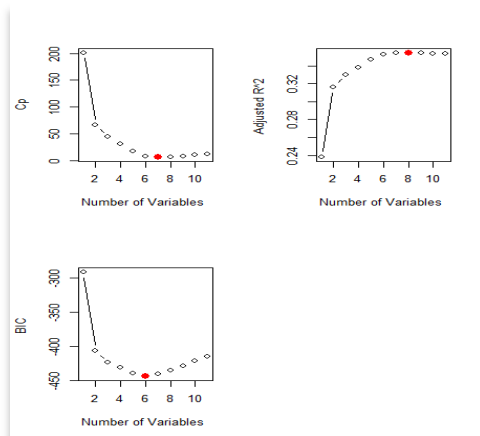 Cp
0 50 100 150 200
2 4 6 8 10
Number of Variables
Adjusted R^2
0.24 0.28 0.32
2 4 6 8 10
Number of Variables
BIC
-450 -400 -350 -300
2 4 6 8 10
Number of Variables